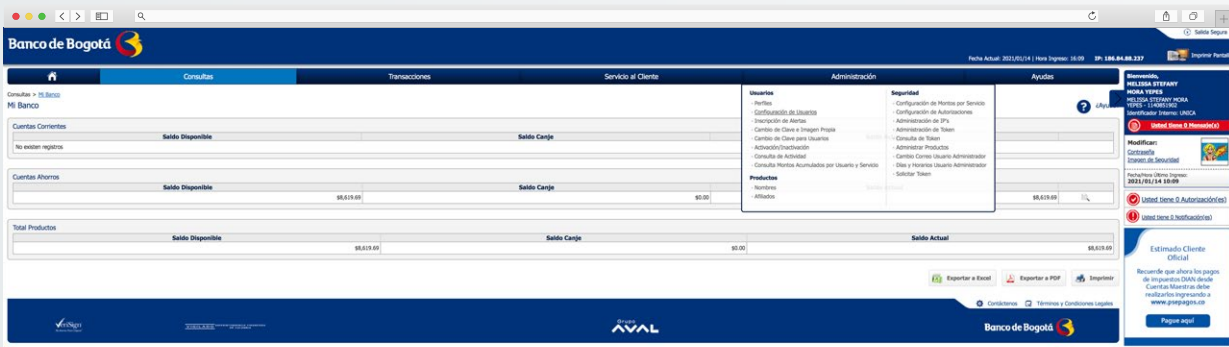 Salida Segura
Banco de Bogotá
Fecha Actual: 2021/01/14 | Hora Ingreso: 16:09 IP: 186.84.88.237
Imprimir Pantal
Consultas Transacciones Servicio al Cliente Administración Ayudas
Consultas > Mi Banco
Mi Banco
Usuarios
- Perfiles
- Configuración de Usuarios
- Inscripción de Alertas
- Cambio de Clave e Imagen Propia
- Cambio de Clave para Usuarios
- Activación/Inactivación
- Consulta de Actividad
- Consulta Montos Acumulados por Usuario y Servicio
Productos
- Nombres
- Afiliados
Seguridad
- Configuración de Montos por Servicio
- Configuración de Autorizaciones
- Administración de IP's
- Administración de Token
- Consulta de Token
- Administrar Productos
- Cambio Correo Usuario Administrador
- Días y Horarios Usuario Administrador
- Solicitar Token
Cuentas Corrientes
Saldo Disponible Saldo Canje
No existen registros
Cuentas Ahorros
Saldo Disponible Saldo Canje
$8,619.69 $0.00 $8,619.69
Total Productos
Saldo Disponible Saldo Canje Saldo Actual
$8,619.69 $0.00 $8,619.69
Exportar a Excel Exportar a PDF Imprimir
Contáctenos Términos y Condiciones Legales
VeriSign
VIGILADO
Grupo
AVAL
Banco de Bogotá
Bienvenido,
MELISSA STEFANY
MORA YEPES
MELISSA STEFANY MORA
YEPES - 1140851962
Identificador Interno: UNICA
Usted tiene 0 Mensaje(s)
Modificar:
Contraseña
Imagen de Seguridad
Fecha/Hora Último Ingreso:
2021/01/14 10:09
Usted tiene 0 Autorización(es)
Usted tiene 0 Notificación(es)
Estimado Cliente
Oficial
Recuerde que ahora los pagos
de impuestos DIAN desde
Cuentas Maestras debe
realizarlos ingresando a
www.psepagos.co
Pague aquí